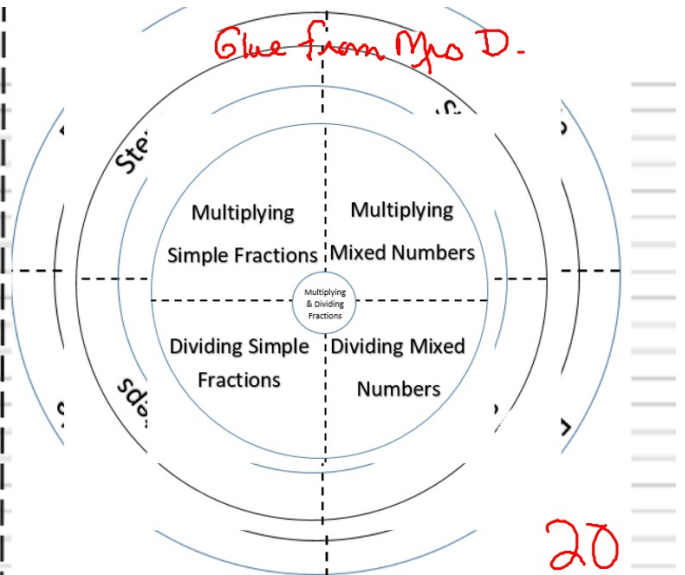 Glue from Mrs D.
Multiplying
Simple Fractions
Multiplying
Mixed Numbers
Multiplying
& Dividing
Fractions
Dividing Simple
Fractions
Dividing Mixed
Numbers
20